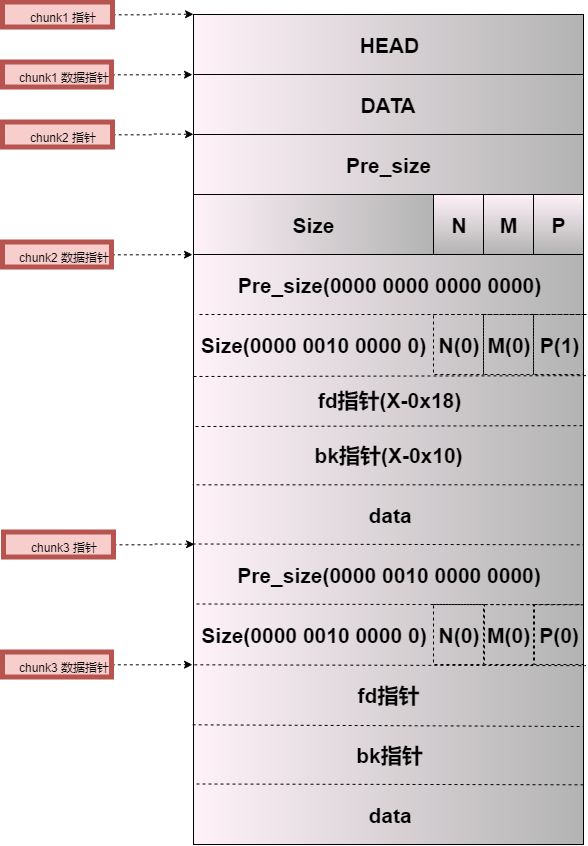 chunk1 指针
HEAD
chunk1 数据指针
DATA
chunk2 指针
Pre_size
Size N M P
chunk2 数据指针
Pre_size(0000 0000 0000 0000)
Size(0000 0010 0000 0) N(0) M(0) P(1)
fd指针(X-0x18)
bk指针(X-0x10)
data
chunk3 指针
Pre_size(0000 0010 0000 0000)
Size(0000 0010 0000 0) N(0) M(0) P(0)
chunk3 数据指针
fd指针
bk指针
data